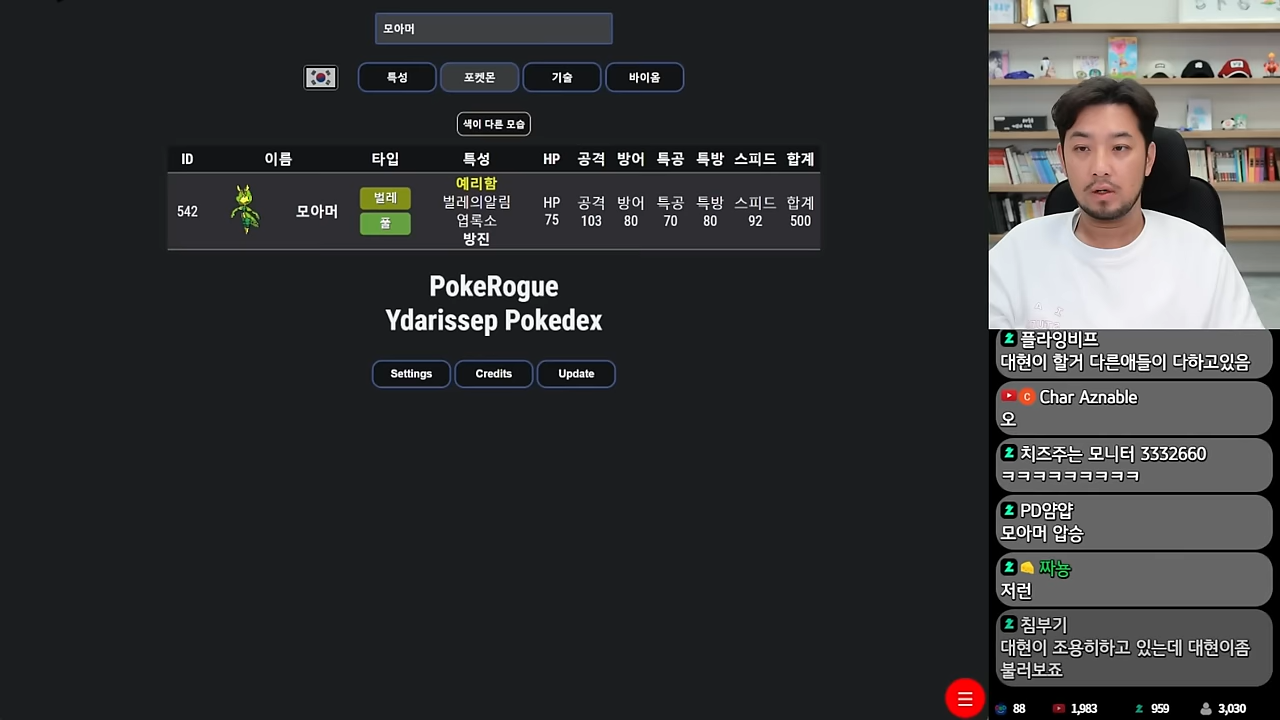 모아머
특성
포켓몬
기술
바이옴
색이 다른 모습
ID 이름 타입 특성 HP 공격 방어 특공 특방 스피드 합계
542 모아머
벌레
풀
예리함
벌레의알림
엽록소
방진
HP 공격 방어 특공 특방 스피드 합계
75 103 80 70 80 92 500
PokeRogue
Ydarissep Pokedex
Settings
Credits
Update
플라잉비프
대현이 할거 다른애들이 다하고있음
C Char Aznable
오
치즈주는 모니터 3332660
ㅋㅋㅋㅋㅋㅋㅋㅋㅋ
PD얌얍
모아머 압승
짜뇽
저런
침부기
대현이 조용히하고 있는데 대현이좀
불러보죠
88 1,983 959 3,030